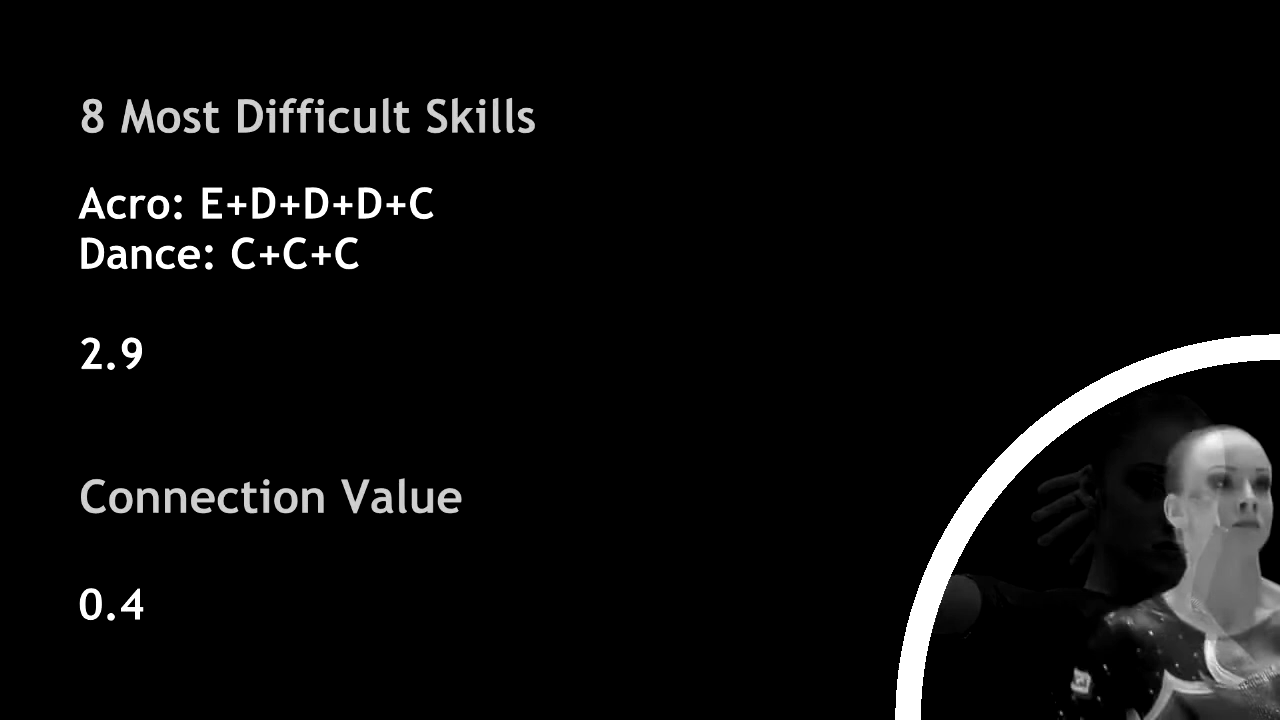 8 Most Difficult Skills
Acro: E+D+D+D+C
Dance: C+C+C
2.9
Connection Value
0.4